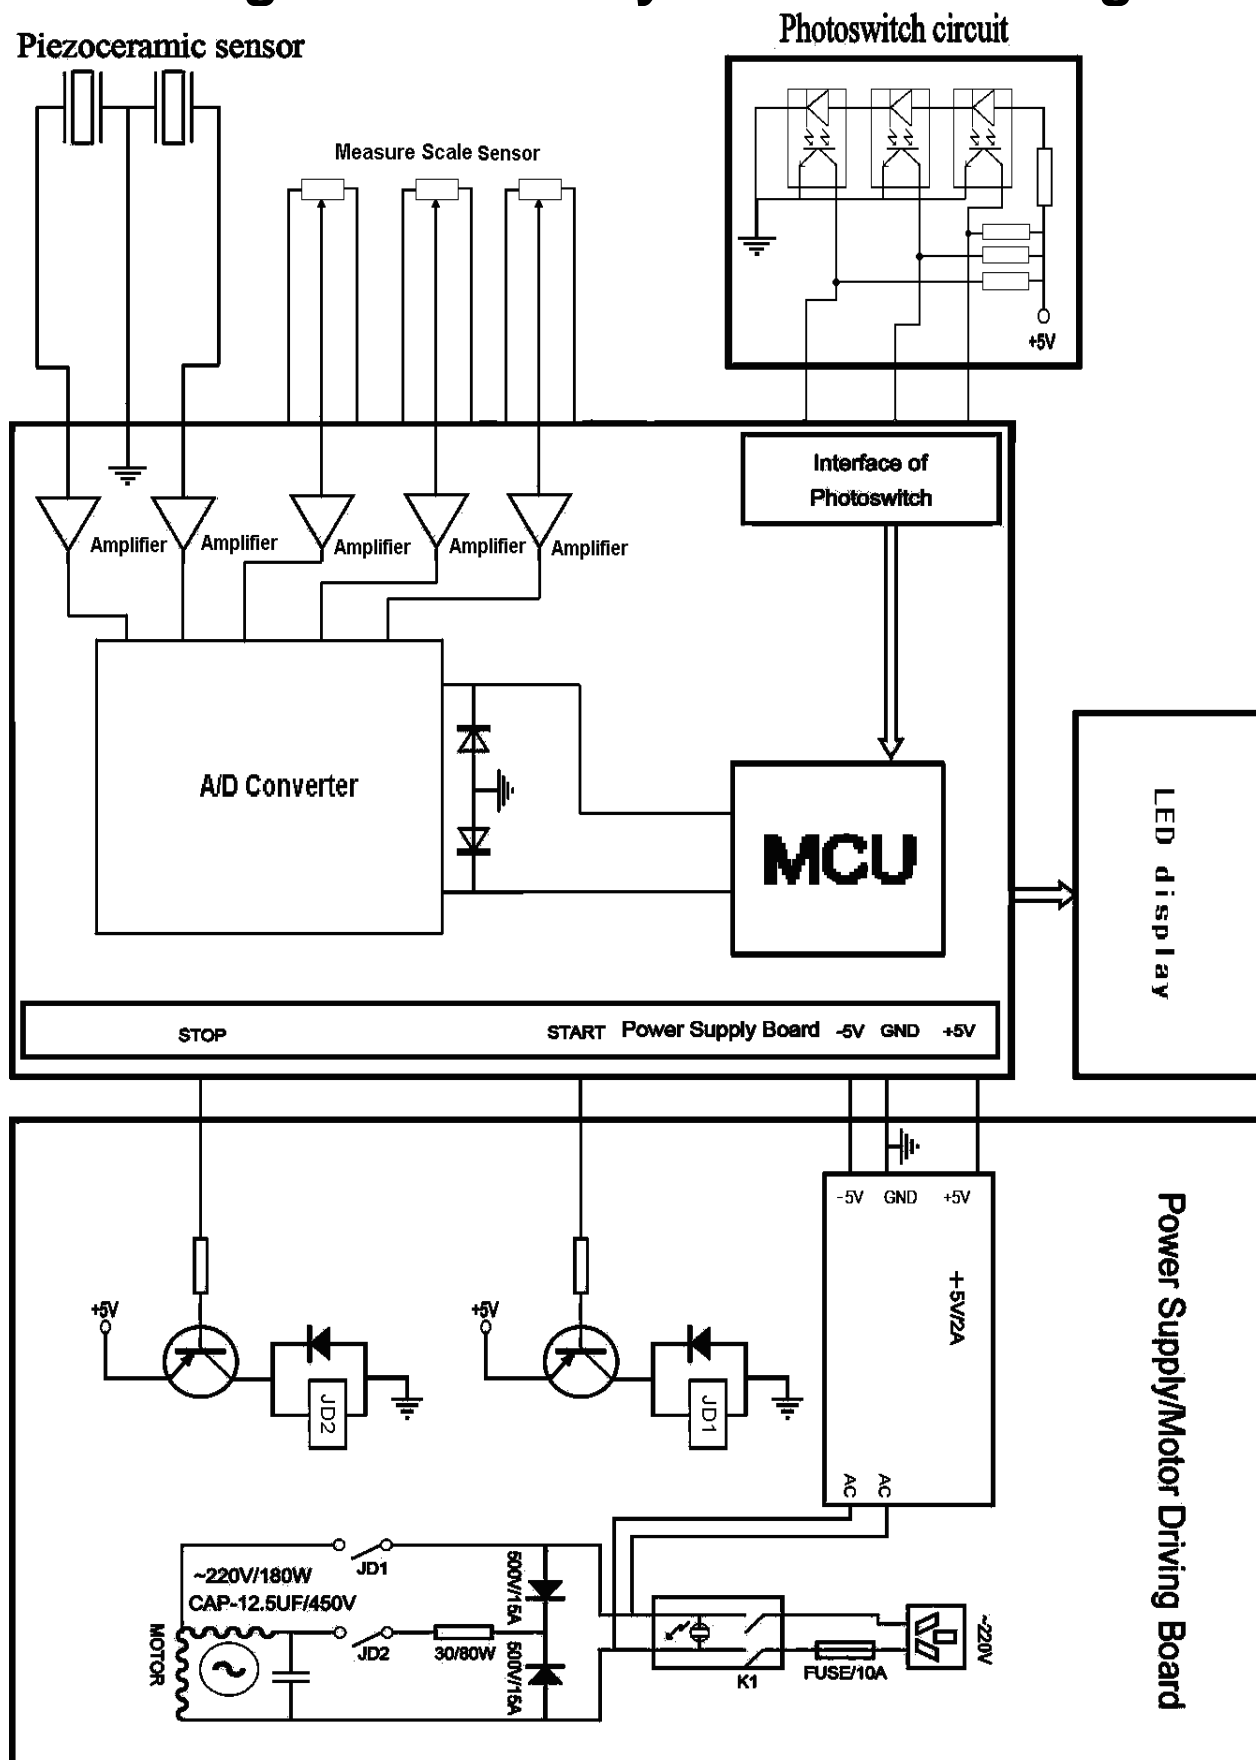 Piezoceramic sensor
Photoswitch circuit
Measure Scale Sensor
+5V
Interface of
Photoswitch
Amplifier
Amplifier
Amplifier
Amplifier
Amplifier
A/D Converter
MCU
LED display
STOP
START
Power Supply Board
-5V
GND
+5V
-5V
GND
+5V
+5V/2A
AC
AC
Power Supply/Motor Driving Board
+5V
JD2
+5V
JD1
~220V/180W
CAP-12.5UF/450V
MOTOR
JD1
JD2
30/80W
500V/15A
500V/15A
K1
FUSE/10A
~220V